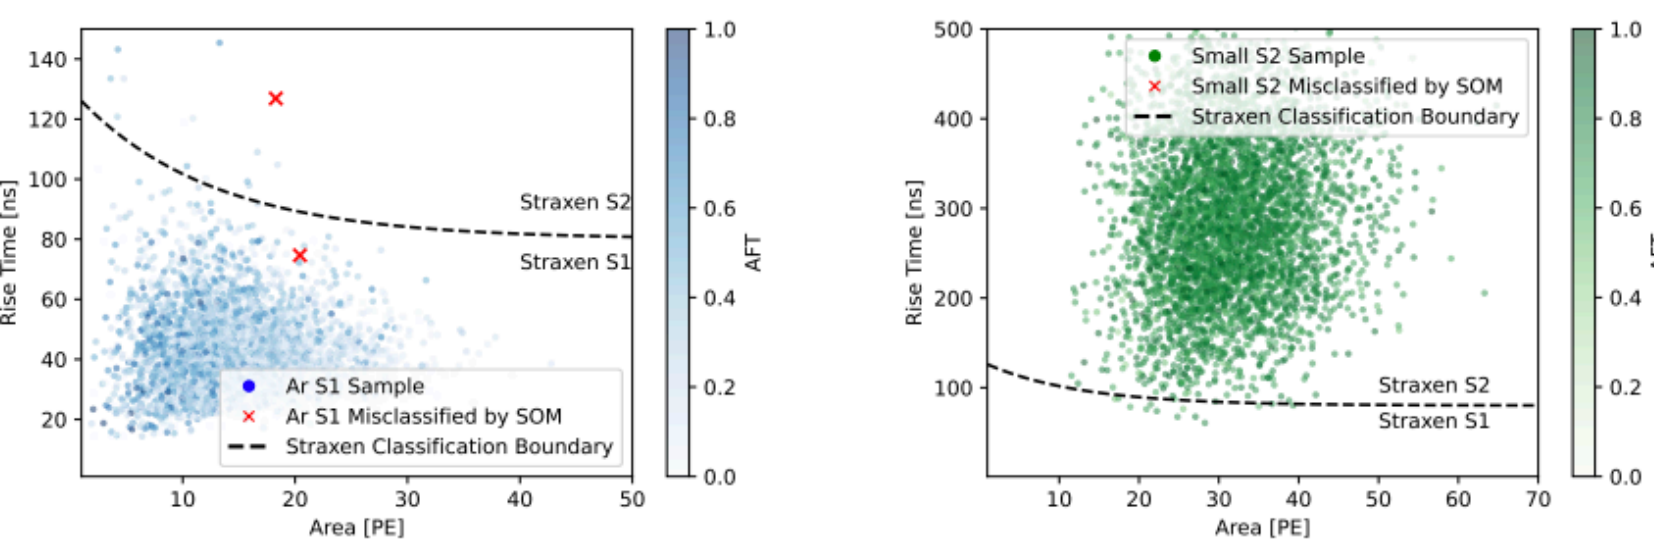 140
120
100
80
60
40
20
Rise Time [ns]
Straxen S2
Straxen S1
Ar S1 Sample
Ar S1 Misclassified by SOM
Straxen Classification Boundary
10 20 30 40 50
Area [PE]
1.0
0.8
0.6
0.4
0.2
0.0
AFT
500
400
300
200
100
Rise Time [ns]
Small S2 Sample
Small S2 Misclassified by SOM
Straxen Classification Boundary
Straxen S2
Straxen S1
10 20 30 40 50 60 70
Area [PE]
1.0
0.8
0.6
0.4
0.2
0.0